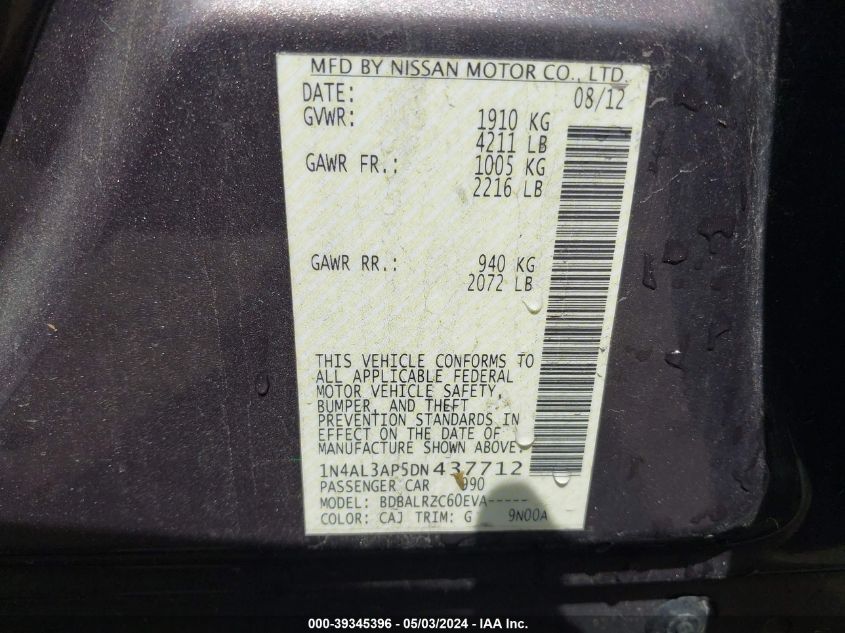 MFD BY NISSAN MOTOR CO., LTD.
DATE: 08/12
GVWR: 1910 KG
4211 LB
GAWR FR.: 1005 KG
2216 LB
GAWR RR.: 940 KG
2072 LB
THIS VEHICLE CONFORMS TO
ALL APPLICABLE FEDERAL
MOTOR VEHICLE SAFETY,
BUMPER, AND THEFT
PREVENTION STANDARDS IN
EFFECT ON THE DATE OF
MANUFACTURE SHOWN ABOVE.
1N4AL3AP5DN437712
PASSENGER CAR 090
MODEL: BDBALRZC60EVA-----
COLOR: CAJ TRIM: G 9N00A
000-39345396 - 05/03/2024 - IAA Inc.